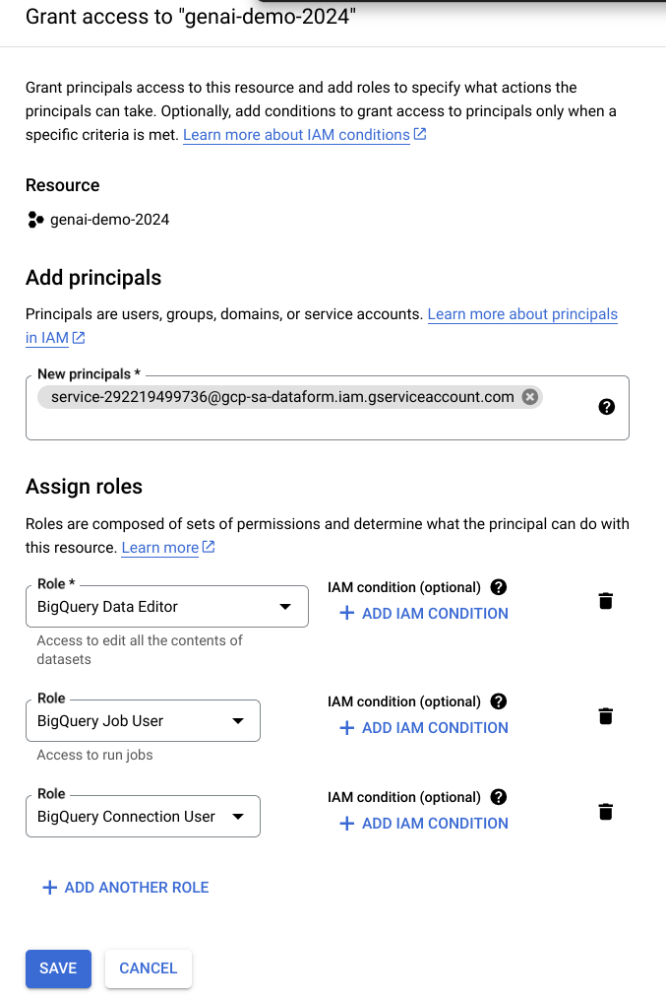 Grant access to "genai-demo-2024"
Grant principals access to this resource and add roles to specify what actions the
principals can take. Optionally, add conditions to grant access to principals only when a
specific criteria is met. Learn more about IAM conditions
Resource
genai-demo-2024
Add principals
Principals are users, groups, domains, or service accounts. Learn more about principals
in IAM
New principals *
service-292219499736@gcp-sa-dataform.iam.gserviceaccount.com
Assign roles
Roles are composed of sets of permissions and determine what the principal can do with
this resource. Learn more
Role *
IAM condition (optional)
BigQuery Data Editor
+ ADD IAM CONDITION
Access to edit all the contents of
datasets
Role
IAM condition (optional)
BigQuery Job User
+ ADD IAM CONDITION
Access to run jobs
Role
IAM condition (optional)
BigQuery Connection User
+ ADD IAM CONDITION
+ ADD ANOTHER ROLE
SAVE
CANCEL